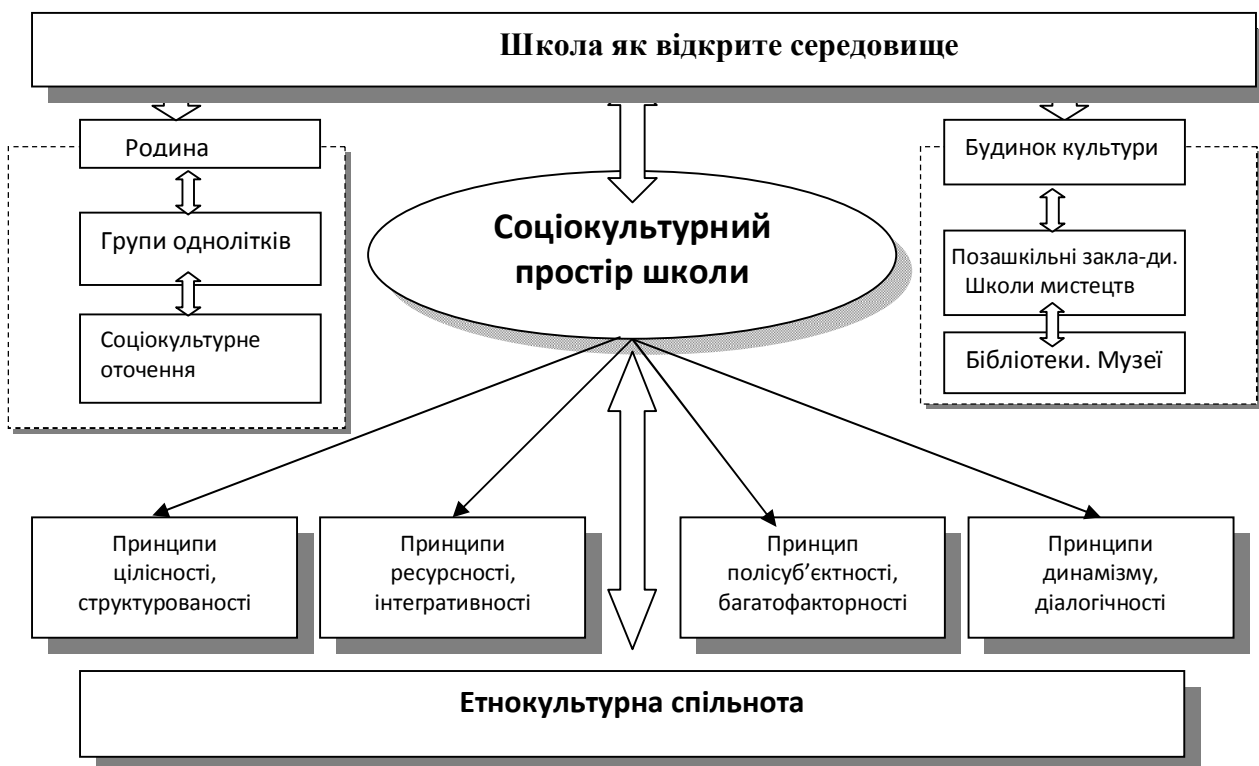 Школа як відкрите середовище
Родина
Групи однолітків
Соціокультурне
оточення
Соціокультурний
простір школи
Будинок культури
Позашкільні закла-ди.
Школи мистецтв
Бібліотеки. Музеї
Принципи
цілісності,
структурованості
Принципи
ресурсності,
інтегративності
Принцип
полісуб’єктності,
багатофакторності
Принципи
динамізму,
діалогічності
Етнокультурна спільнота